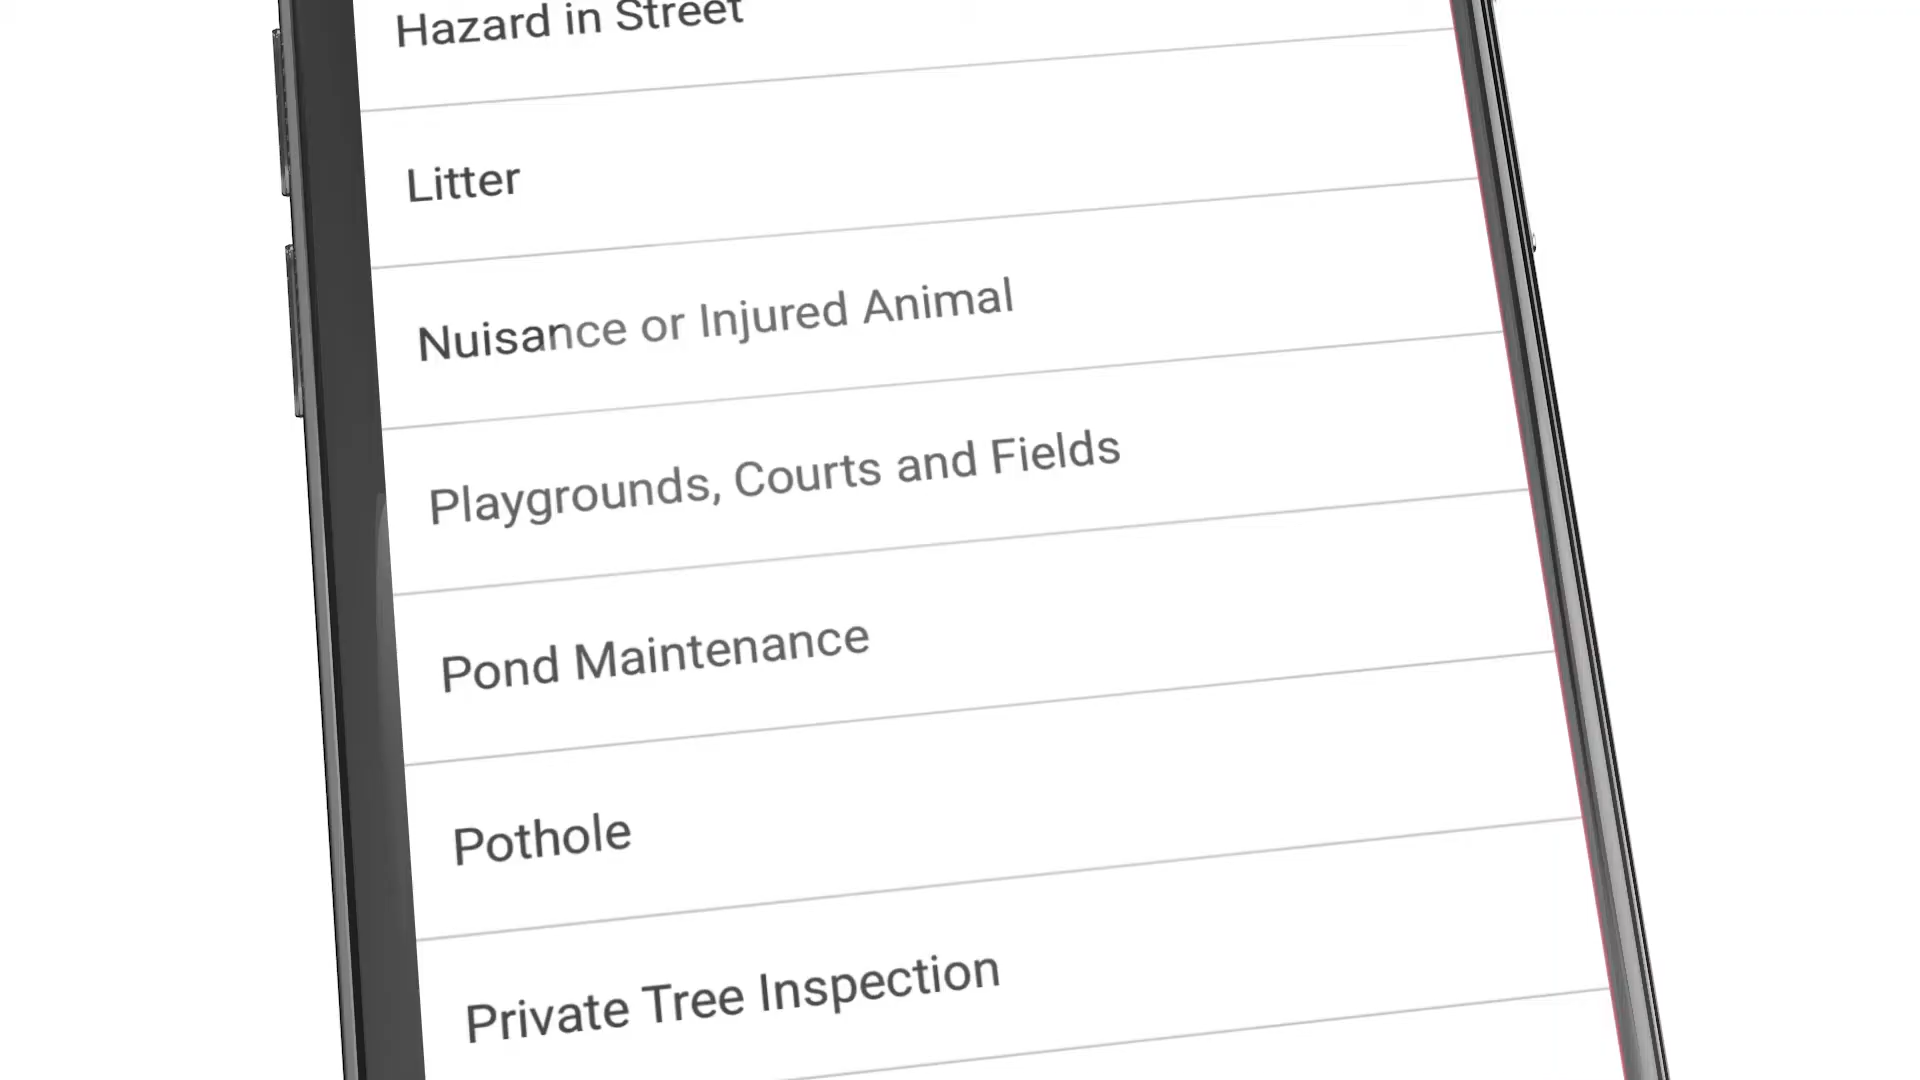 Hazard in Street
Litter
Nuisance or Injured Animal
Playgrounds, Courts and Fields
Pond Maintenance
Pothole
Private Tree Inspection